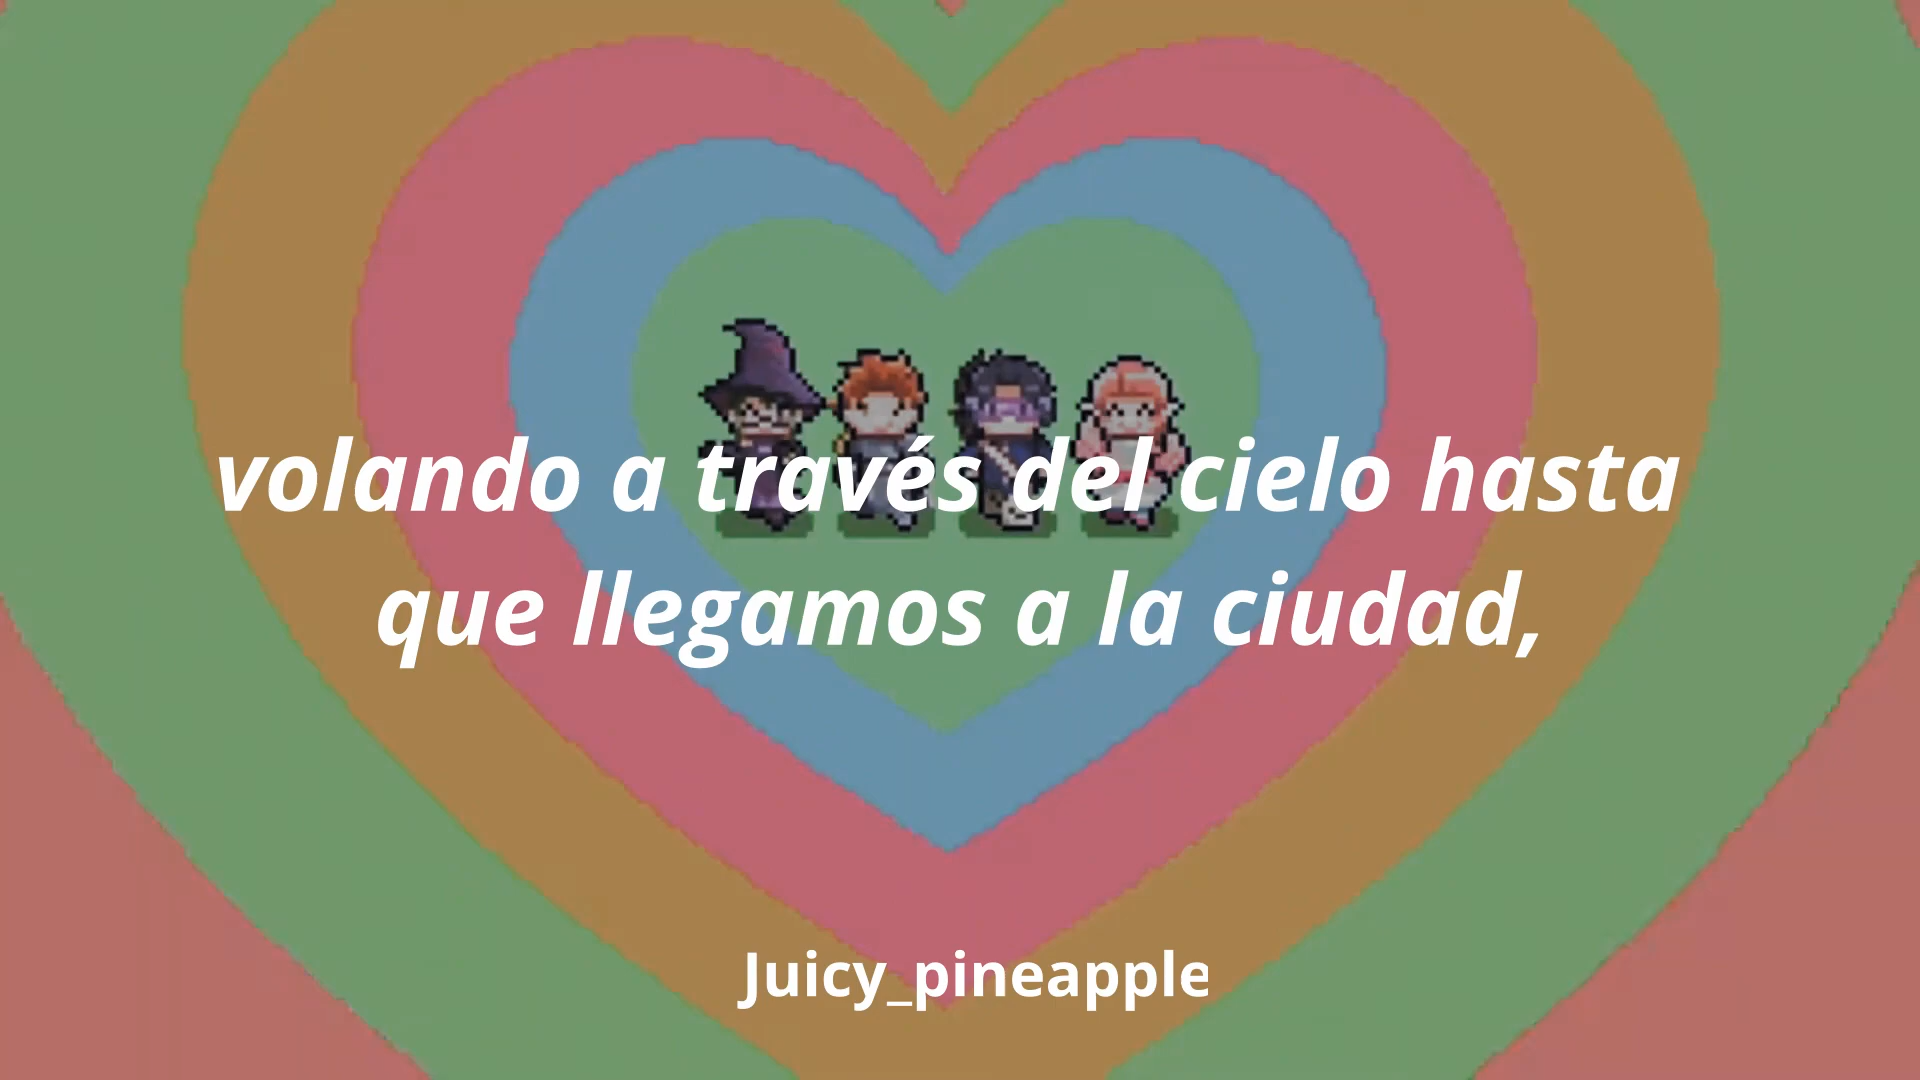 volando a través del cielo hasta
que llegamos a la ciudad,
Juicy_pineapple